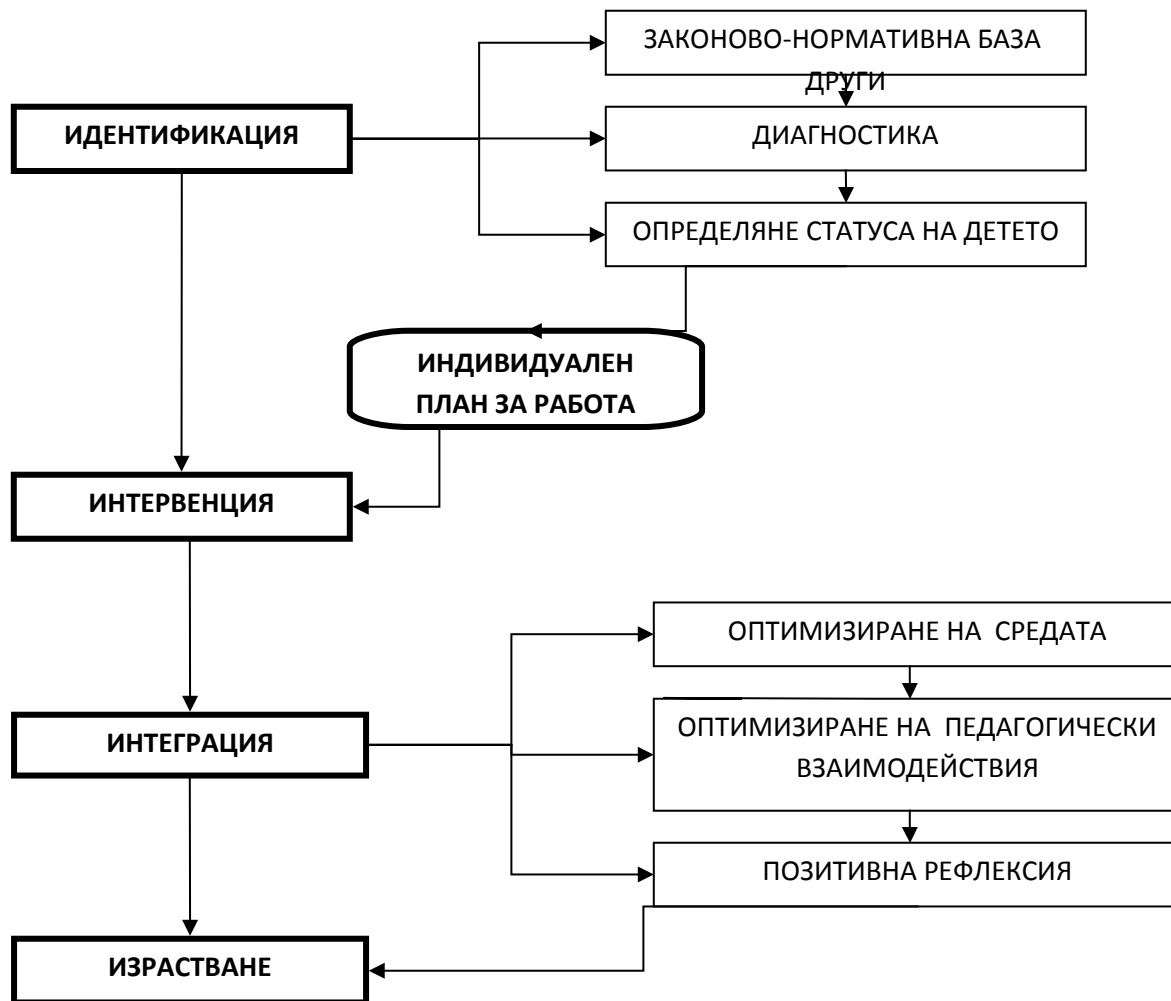 ЗАКОНОВО-НОРМАТИВНА БАЗА
ДРУГИ
ИДЕНТИФИКАЦИЯ
ДИАГНОСТИКА
ОПРЕДЕЛЯНЕ СТАТУСА НА ДЕТЕТО
ИНДИВИДУАЛЕН
ПЛАН ЗА РАБОТА
ИНТЕРВЕНЦИЯ
ОПТИМИЗИРАНЕ НА СРЕДАТА
ИНТЕГРАЦИЯ
ОПТИМИЗИРАНЕ НА ПЕДАГОГИЧЕСКИ
ВЗАИМОДЕЙСТВИЯ
ПОЗИТИВНА РЕФЛЕКСИЯ
ИЗРАСТВАНЕ